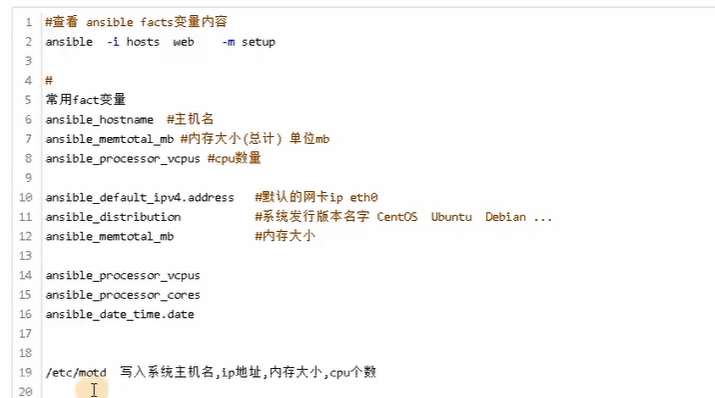 1 #查看 ansible facts变量内容
2 ansible -i hosts web -m setup
3
4 #
5 常用fact变量
6 ansible_hostname #主机名
7 ansible_memtotal_mb #内存大小(总计) 单位mb
8 ansible_processor_vcpus #cpu数量
9
10 ansible_default_ipv4.address #默认的网卡ip eth0
11 ansible_distribution #系统发行版本名字 CentOS Ubuntu Debian ...
12 ansible_memtotal_mb #内存大小
13
14 ansible_processor_vcpus
15 ansible_processor_cores
16 ansible_date_time.date
17
18
19 /etc/motd 写入系统主机名,ip地址,内存大小,cpu个数
20